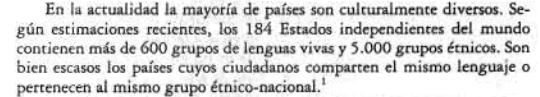 En la actualidad la mayoría de países son culturalmente diversos. Se-
gún estimaciones recientes, los 184 Estados independientes del mundo
contienen más de 600 grupos de lenguas vivas y 5.000 grupos étnicos. Son
bien escasos los países cuyos ciudadanos comparten el mismo lenguaje o
pertenecen al mismo grupo étnico-nacional.¹